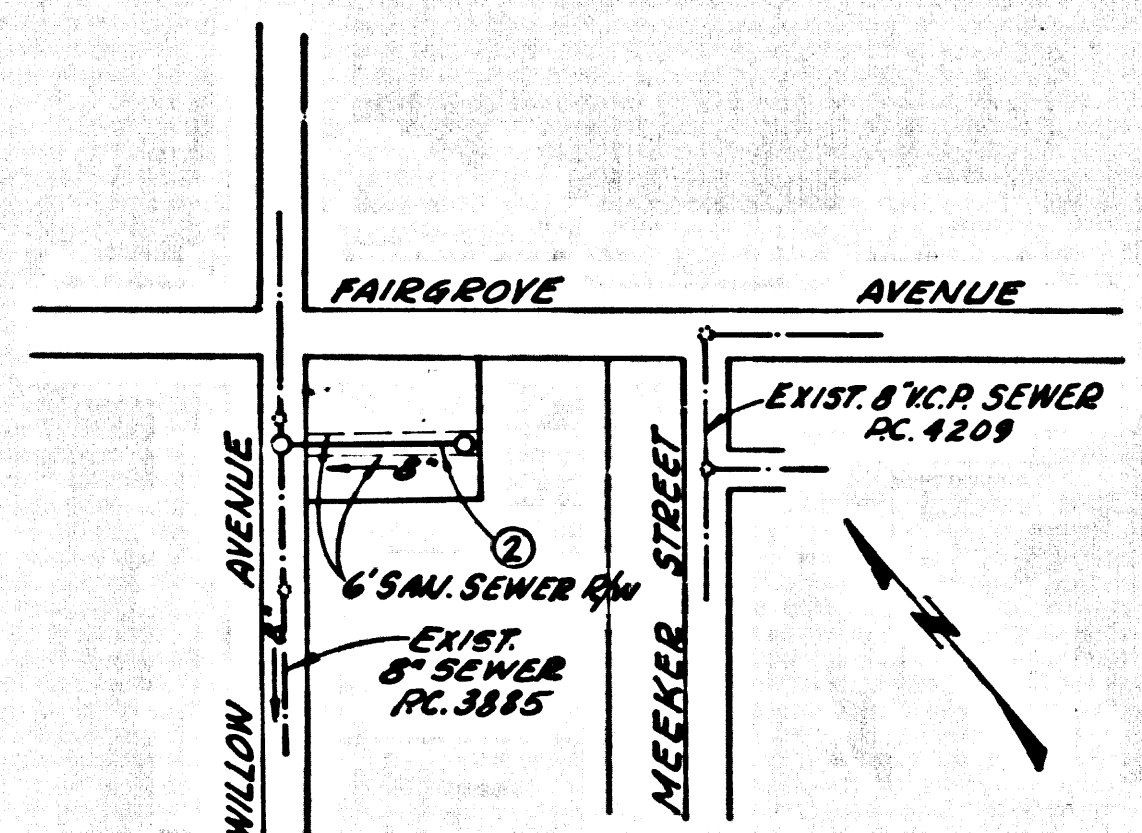 FAIRGROVE AVENUE
EXIST. 8" V.C.P. SEWER
P.C. 4209
8"
2
6' SAN. SEWER R/W
EXIST.
8" SEWER
P.C. 3885
8"
WILLOW AVENUE
MEEKER STREET
N